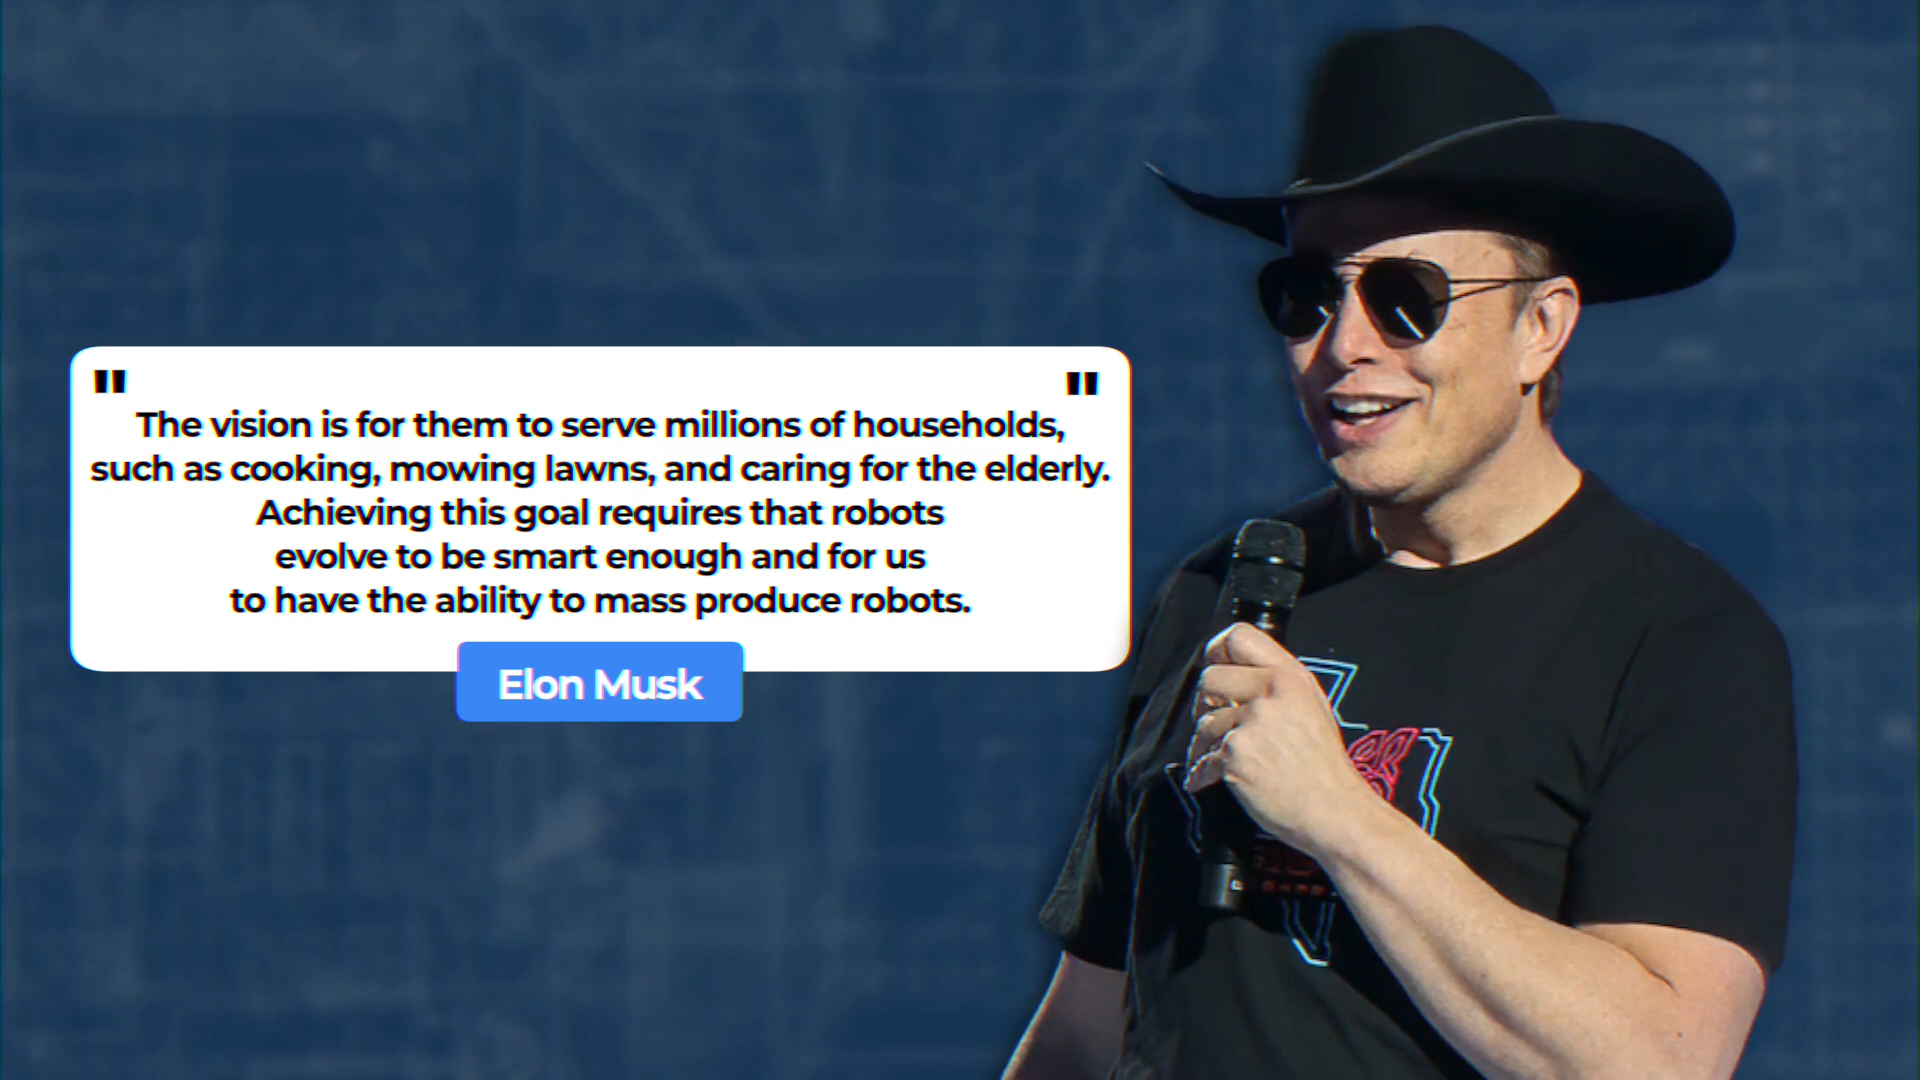 "
"
The vision is for them to serve millions of households,
such as cooking, mowing lawns, and caring for the elderly.
Achieving this goal requires that robots
evolve to be smart enough and for us
to have the ability to mass produce robots.
Elon Musk